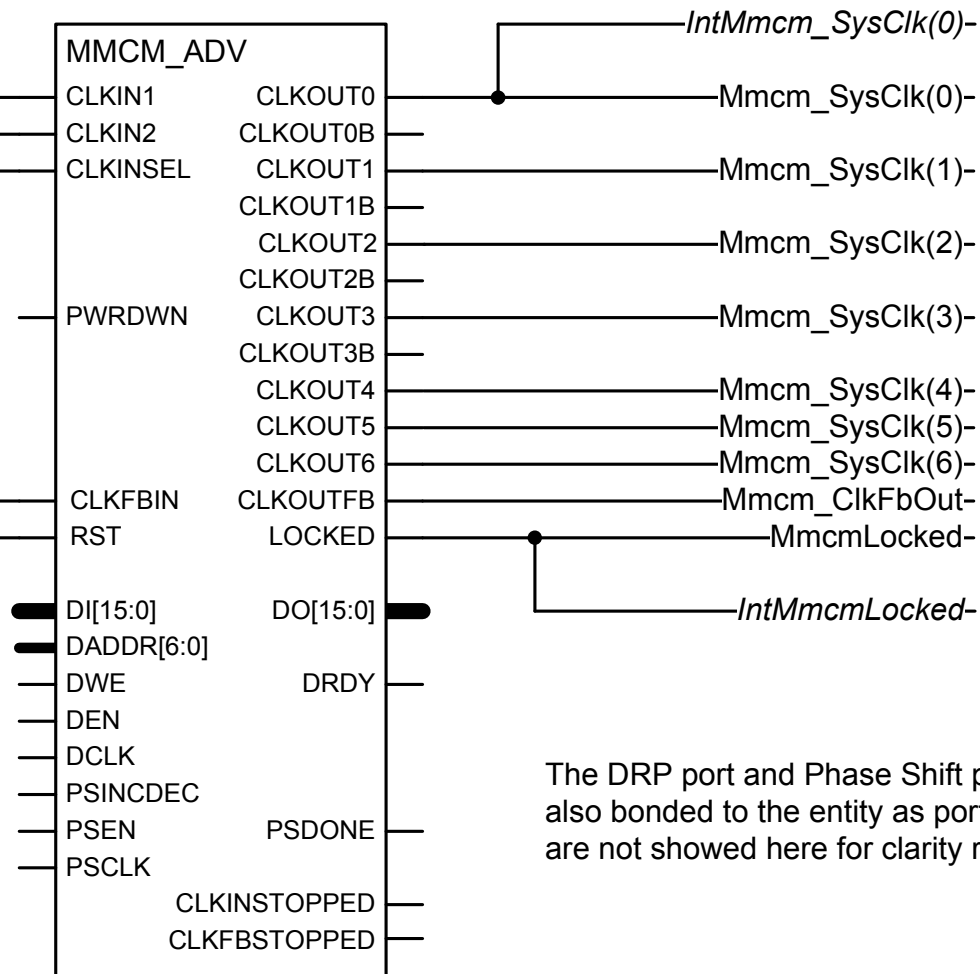 IntMmcm_SysClk(0)
MMCM_ADV
CLKIN1 CLKOUT0 Mmcm_SysClk(0)
CLKIN2 CLKOUT0B
CLKINSEL CLKOUT1 Mmcm_SysClk(1)
CLKOUT1B
CLKOUT2 Mmcm_SysClk(2)
CLKOUT2B
PWRDWN CLKOUT3 Mmcm_SysClk(3)
CLKOUT3B
CLKOUT4 Mmcm_SysClk(4)
CLKOUT5 Mmcm_SysClk(5)
CLKOUT6 Mmcm_SysClk(6)
CLKFBIN CLKOUTFB Mmcm_ClkFbOut
RST LOCKED MmcmLocked
DI[15:0] DO[15:0] IntMmcmLocked
DADDR[6:0]
DWE DRDY
DEN
DCLK
PSINCDEC
PSEN PSDONE
PSCLK
CLKINSTOPPED
CLKFBSTOPPED
The DRP port and Phase Shift
also bonded to the entity as
are not showed here for clarity